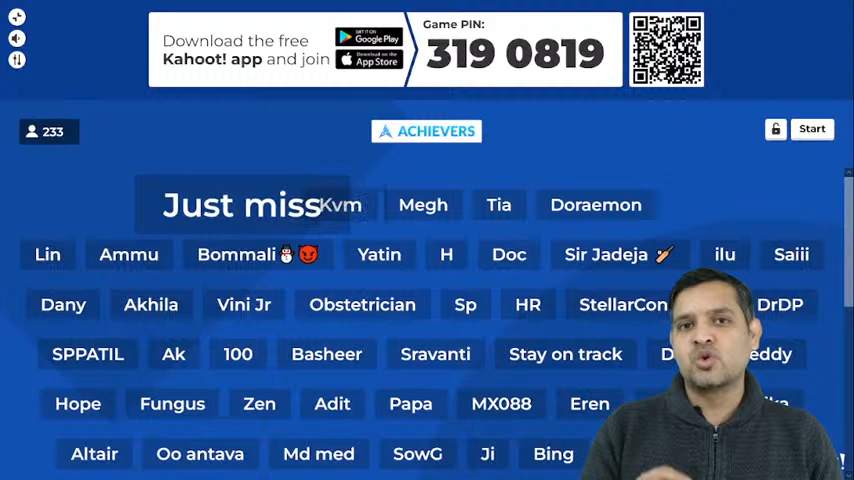 Download the free
Kahoot! app and join
GET IT ON
Google Play
Download on the
App Store
Game PIN:
319 0819
233
ACHIEVERS
Start
Just miss Kvm Megh Tia Doraemon
Lin Ammu Bommali⛄😈 Yatin H Doc Sir Jadeja 🏏 ilu Saiii
Dany Akhila Vini Jr Obstetrician Sp HR StellarCon DrDP
SPPATIL Ak 100 Basheer Sravanti Stay on track
Hope Fungus Zen Adit Papa MX088 Eren
Altair Oo antava Md med SowG Ji Bing